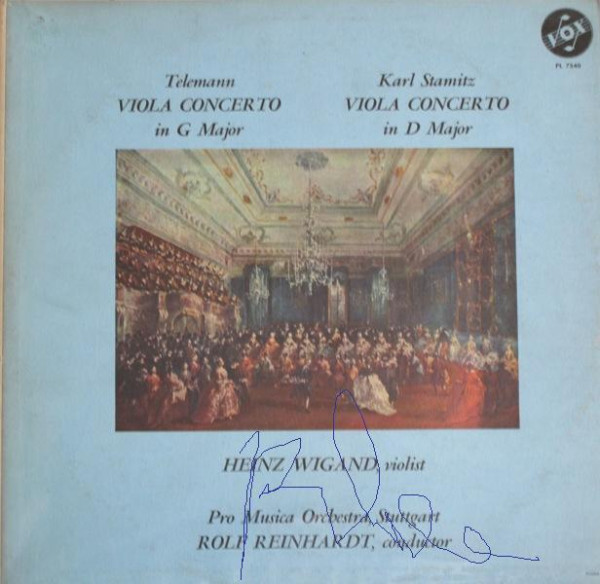 VOX
PL 7540
Telemann
VIOLA CONCERTO
in G Major
Karl Stamitz
VIOLA CONCERTO
in D Major
HEINZ WIGAND, violist
Pro Musica Orchestra, Stuttgart
ROLF REINHARDT, conductor